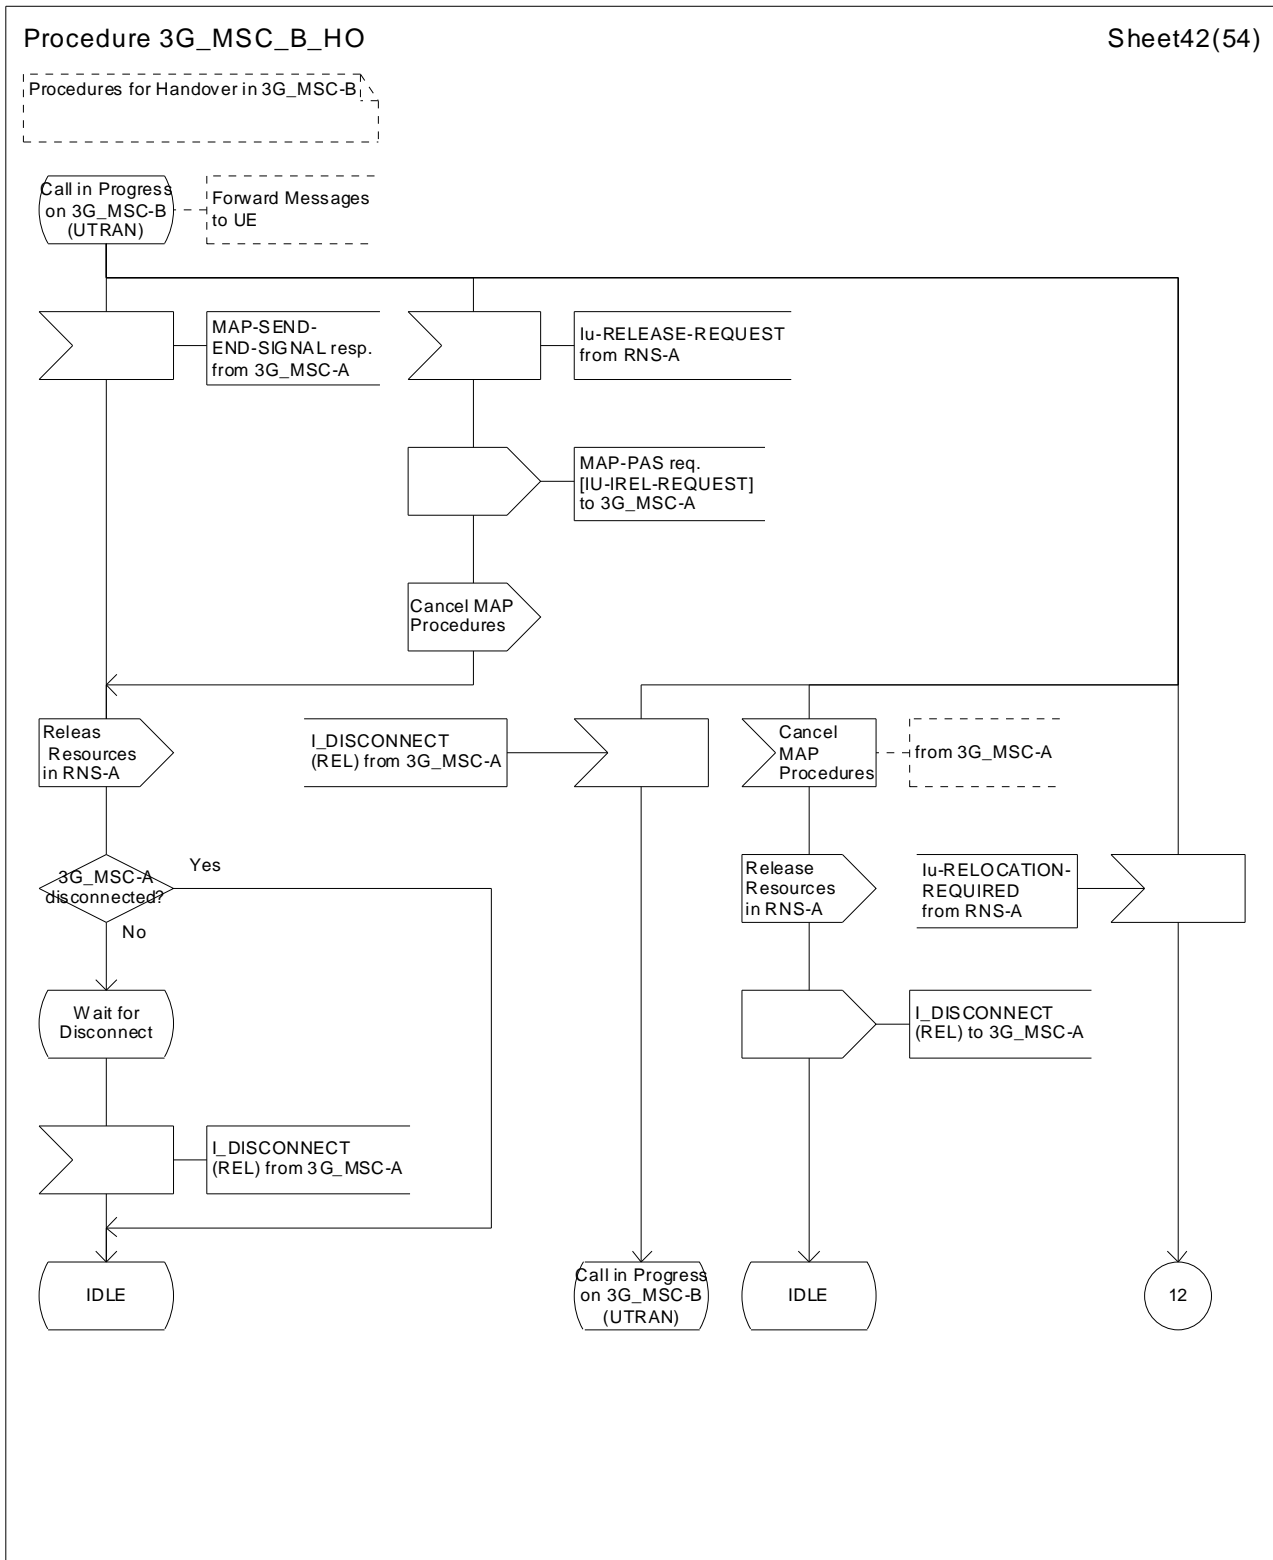 Procedure 3G_MSC_B_HO
Sheet42(54)
Procedures for Handover in 3G_MSC-B
Call in Progress
on 3G_MSC-B
(UTRAN)
Forward Messages
to UE
MAP-SEND-
END-SIGNAL resp.
from 3G_MSC-A
Iu-RELEASE-REQUEST
from RNS-A
MAP-PAS req.
[IU-IREL-REQUEST]
to 3G_MSC-A
Cancel MAP
Procedures
Releas
Resources
in RNS-A
I_DISCONNECT
(REL) from 3G_MSC-A
Cancel
MAP
Procedures
from 3G_MSC-A
3G_MSC-A
disconnected?
Yes
No
Release
Resources
in RNS-A
Iu-RELOCATION-
REQUIRED
from RNS-A
Wait for
Disconnect
I_DISCONNECT
(REL) to 3G_MSC-A
I_DISCONNECT
(REL) from 3G_MSC-A
IDLE
Call in Progress
on 3G_MSC-B
(UTRAN)
IDLE
12